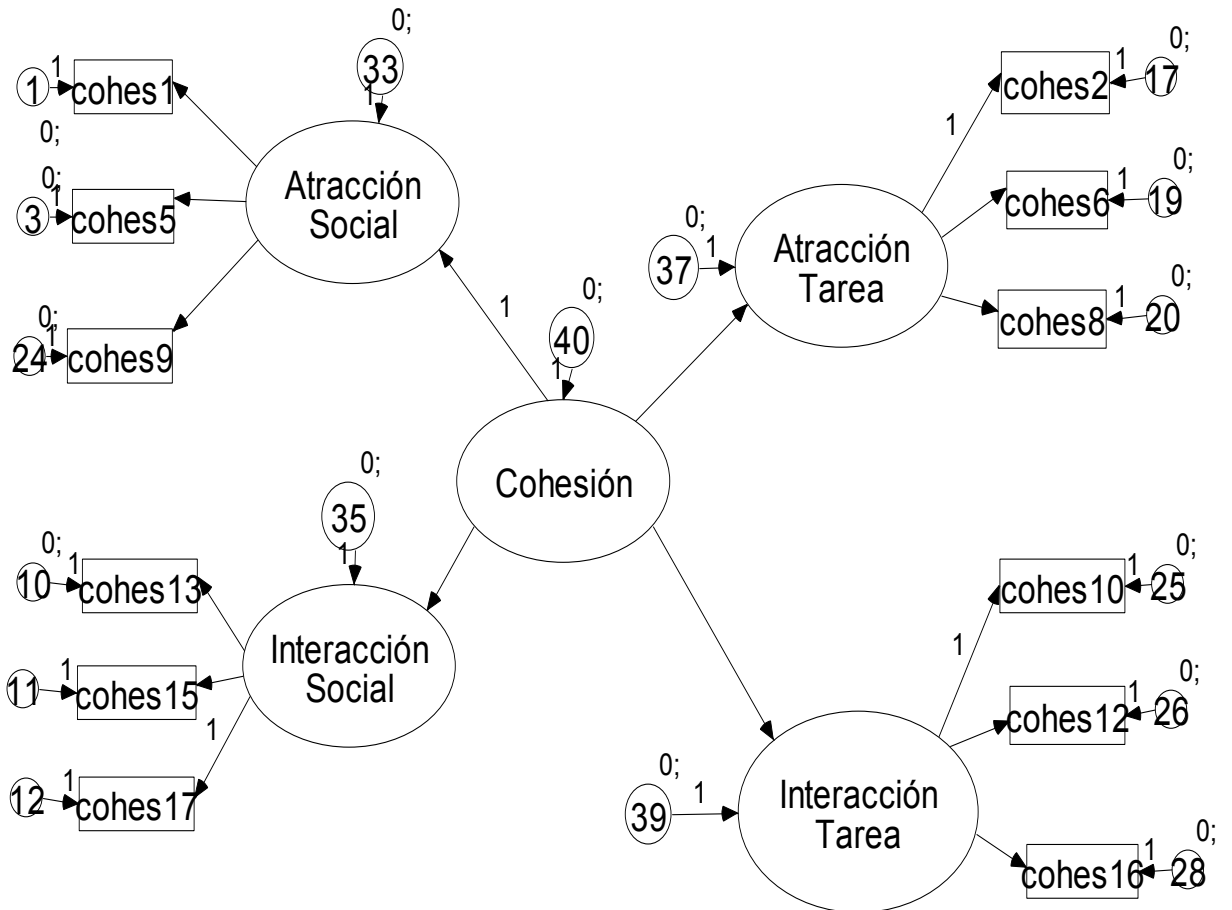 0;
33
1
1
1
cohes1
0;
0;
3
1
cohes5
0;
24
1
cohes9
Atracción
Social
1
0;
40
1
Cohesión
0;
17
1
cohes2
1
0;
19
1
cohes6
0;
20
1
cohes8
0;
37
1
Atracción
Tarea
0;
35
1
0;
10
1
cohes13
11
1
cohes15
12
1
cohes17
1
Interacción
Social
0;
25
1
cohes10
1
0;
26
1
cohes12
0;
28
1
cohes16
0;
39
1
Interacción
Tarea